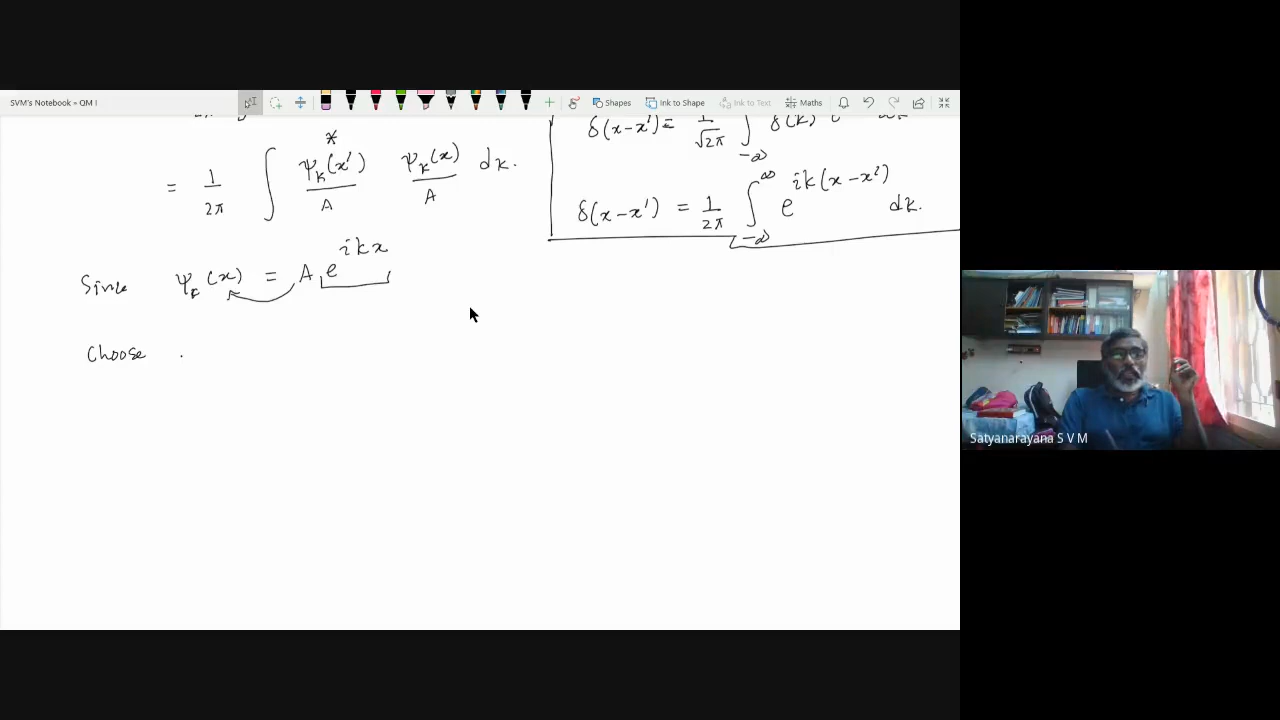 SVM's Notebook » QM I
Shapes
Ink to Shape
Ink to Text
Maths
δ(x-x') = 1/√2π ∫_{-∞}
= 1/2π ∫ ψ_k^*(x')/A ψ_k(x)/A dk.
δ(x-x') = 1/2π ∫_{-∞}^{∞} e^{ik(x-x')} dk.
Since ψ_k(x) = A e^{ikx}
Choose .
Satyanarayana S V M